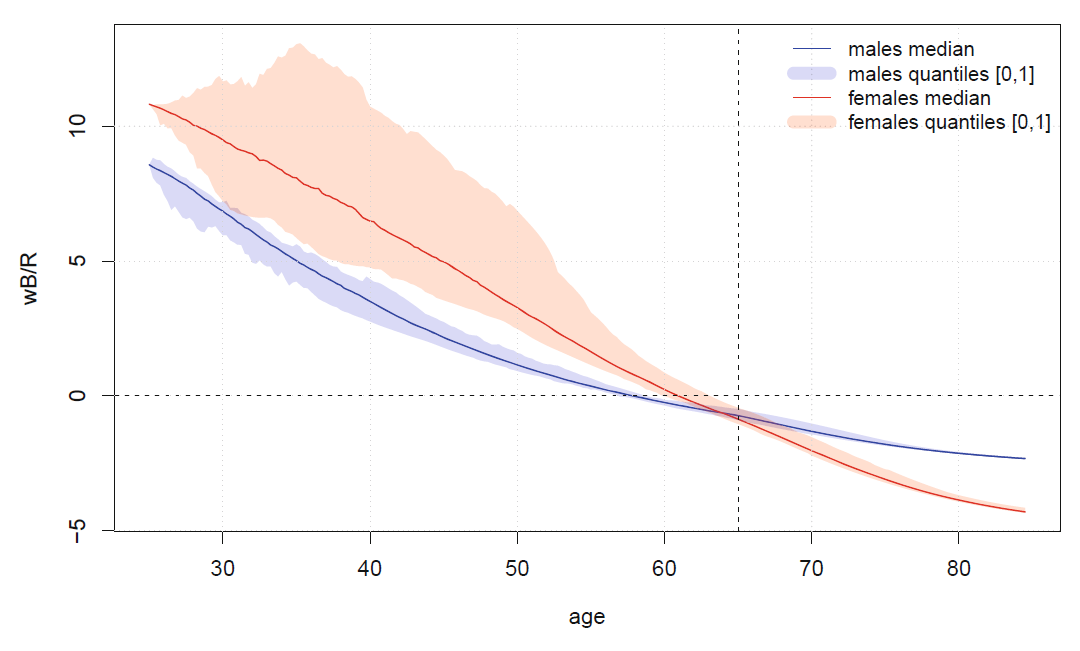 males median
males quantiles [0,1]
females median
females quantiles [0,1]
10
5
0
−5
wB/R
30 40 50 60 70 80
age